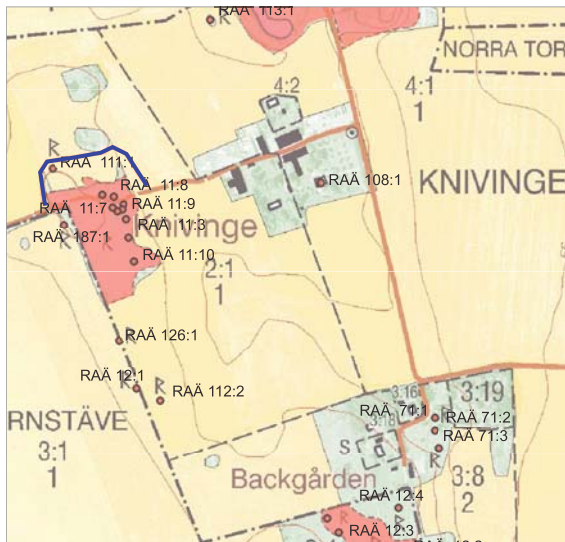 RAÄ 113:1
NORRA TOR
4:2
4:1
1
R
RAÄ 111:1
RAÄ 11:8
RAÄ 108:1
KNIVINGE
RAÄ 11:7
RAÄ 11:9
Knivinge
RAÄ 11:3
RAÄ 187:1
R
RAÄ 11:10
2:1
1
RAÄ 126:1
R
RAÄ 12:1
R
RAÄ 112:2
R
3:16
3:19
RAÄ 71:1
RAÄ 71:2
R
RNSTÄVE
3:18
RAÄ 71:3
3:1
S
R
1
3:8
Backgården
2
RAÄ 12:4
R
RAÄ 12:3